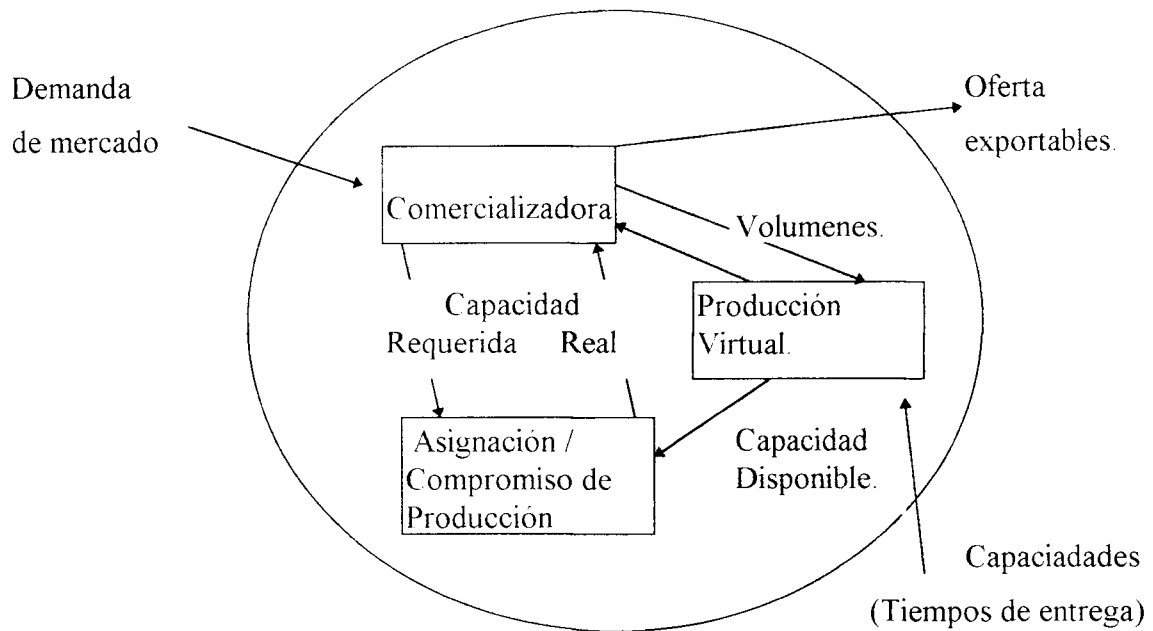 Demanda
de mercado
Oferta
exportables.
Comercializadora
Volumenes.
Capacidad
Requerida Real
Producción
Virtual.
Asignación /
Compromiso de
Producción
Capacidad
Disponible.
Capaciadades
(Tiempos de entrega)